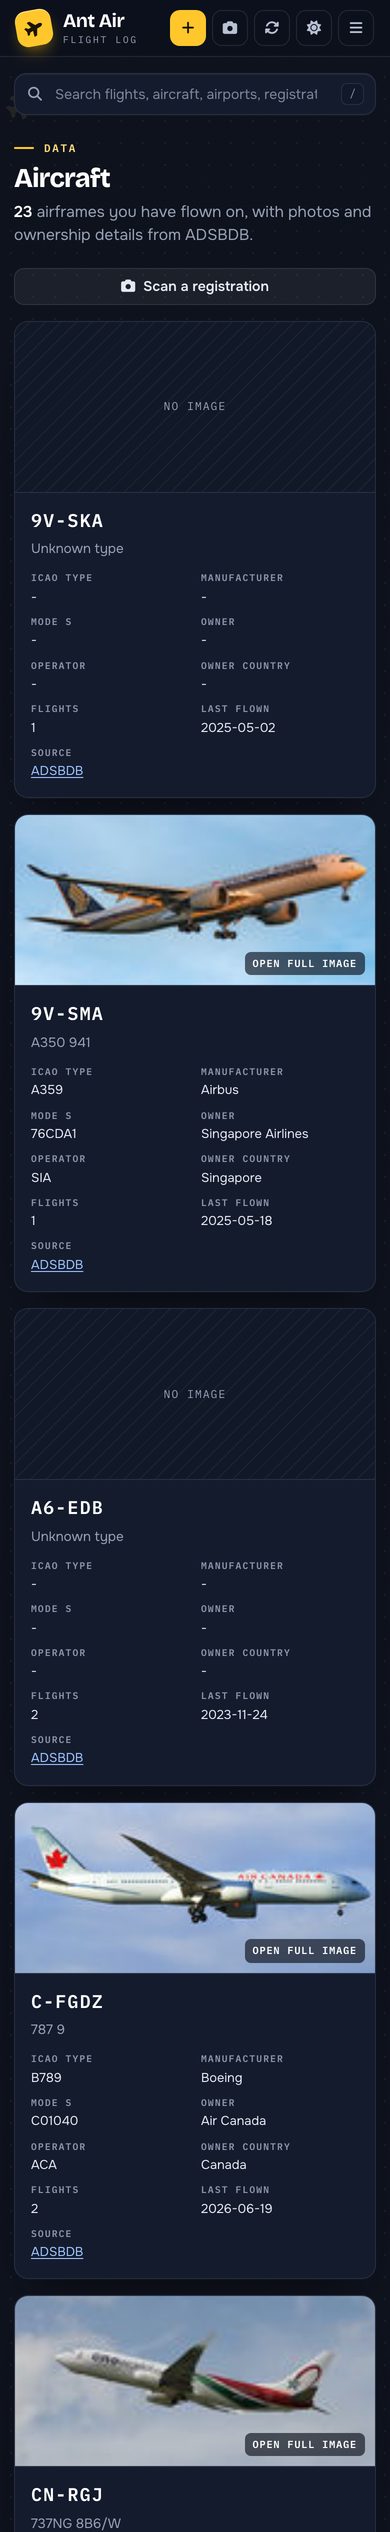 Ant Air
FLIGHT LOG
Search flights, aircraft, airports, registrat
/
DATA
Aircraft
23 airframes you have flown on, with photos and
ownership details from ADSBDB.
Scan a registration
NO IMAGE
9V-SKA
Unknown type
ICAO TYPE MANUFACTURER
- -
MODE S OWNER
- -
OPERATOR OWNER COUNTRY
- -
FLIGHTS LAST FLOWN
1 2025-05-02
SOURCE
ADSBDB
OPEN FULL IMAGE
9V-SMA
A350 941
ICAO TYPE MANUFACTURER
A359 Airbus
MODE S OWNER
76CDA1 Singapore Airlines
OPERATOR OWNER COUNTRY
SIA Singapore
FLIGHTS LAST FLOWN
1 2025-05-18
SOURCE
ADSBDB
NO IMAGE
A6-EDB
Unknown type
ICAO TYPE MANUFACTURER
- -
MODE S OWNER
- -
OPERATOR OWNER COUNTRY
- -
FLIGHTS LAST FLOWN
2 2023-11-24
SOURCE
ADSBDB
AIR CANADA
OPEN FULL IMAGE
C-FGDZ
787 9
ICAO TYPE MANUFACTURER
B789 Boeing
MODE S OWNER
C01040 Air Canada
OPERATOR OWNER COUNTRY
ACA Canada
FLIGHTS LAST FLOWN
2 2026-06-19
SOURCE
ADSBDB
OPEN FULL IMAGE
CN-RGJ
737NG 8B6/W